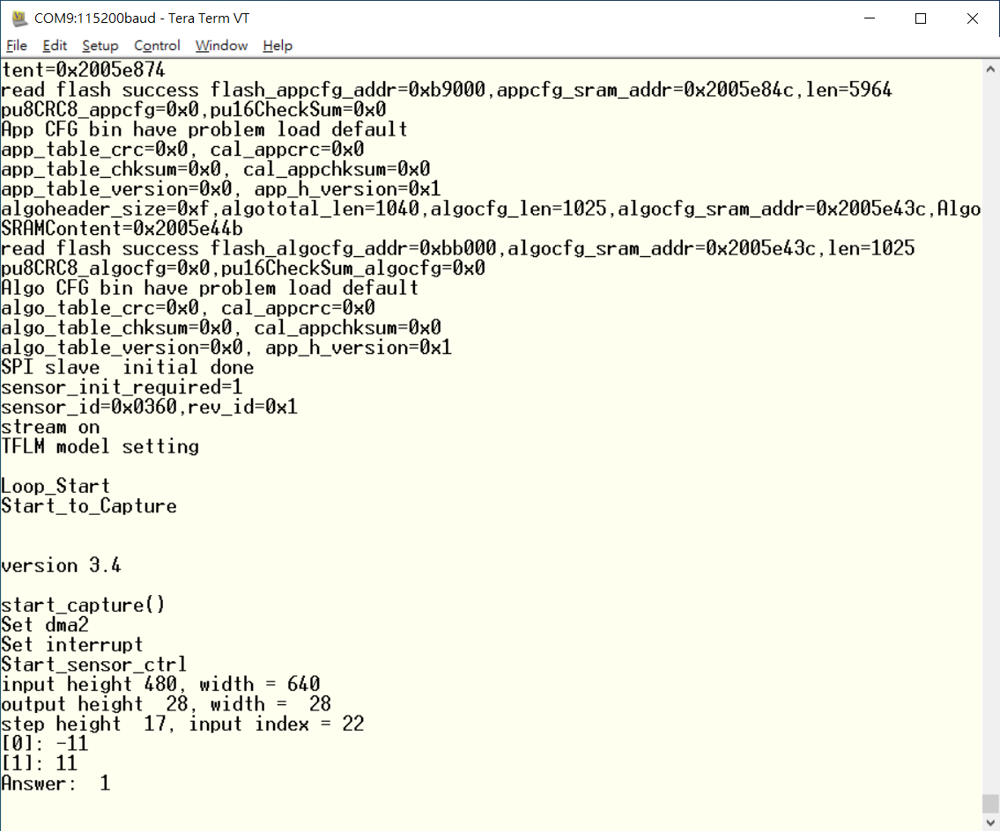 COM9:115200baud - Tera Term VT
File Edit Setup Control Window Help
tent=0x2005e874
read flash success flash_appcfg_addr=0xb9000,appcfg_sram_addr=0x2005e84c,len=5964
pu8CRC8_appcfg=0x0,pu16CheckSum=0x0
App CFG bin have problem load default
app_table_crc=0x0, cal_appcrc=0x0
app_table_chksum=0x0, cal_appchksum=0x0
app_table_version=0x0, app_h_version=0x1
algoheader_size=0xf,algototal_len=1040,algocfg_len=1025,algocfg_sram_addr=0x2005e43c,Algo
SRAMContent=0x2005e44b
read flash success flash_algocfg_addr=0xbb000,algocfg_sram_addr=0x2005e43c,len=1025
pu8CRC8_algocfg=0x0,pu16CheckSum_algocfg=0x0
Algo CFG bin have problem load default
algo_table_crc=0x0, cal_appcrc=0x0
algo_table_chksum=0x0, cal_appchksum=0x0
algo_table_version=0x0, app_h_version=0x1
SPI slave  initial done
sensor_init_required=1
sensor_id=0x0360,rev_id=0x1
stream on
TFLM model setting
Loop_Start
Start_to_Capture
version 3.4
start_capture()
Set dma2
Set interrupt
Start_sensor_ctrl
input height 480, width = 640
output height  28, width =  28
step height  17, input index = 22
[0]: -11
[1]: 11
Answer:  1